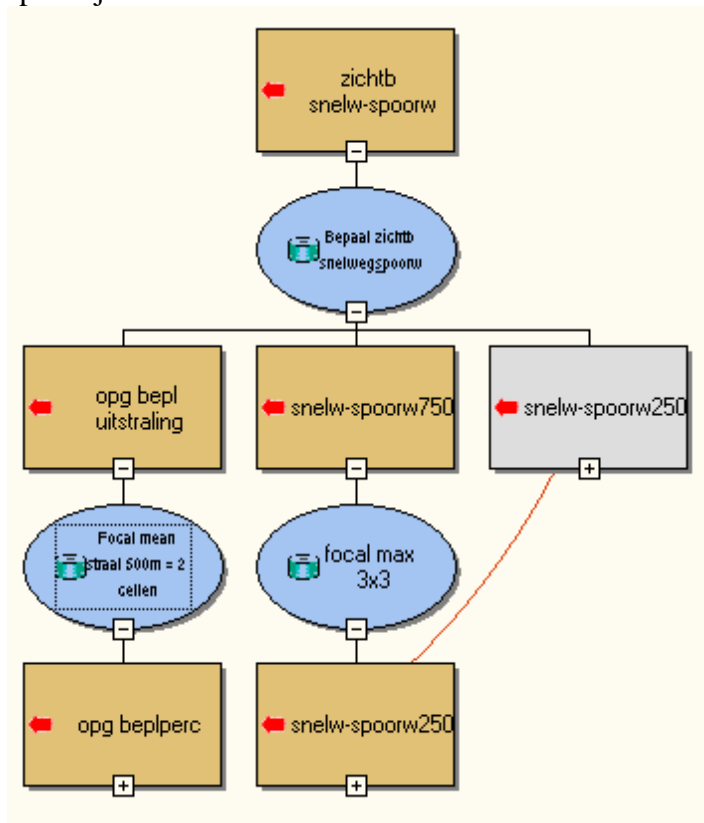 zichtb
snelw-spoorw
Bepaal zichtb
snelwegspoorw
opg bepl
uitstraling
snelw-spoorw750
snelw-spoorw250
Focal mean
straal 500m = 2
cellen
focal max
3x3
opg beplperc
snelw-spoorw250